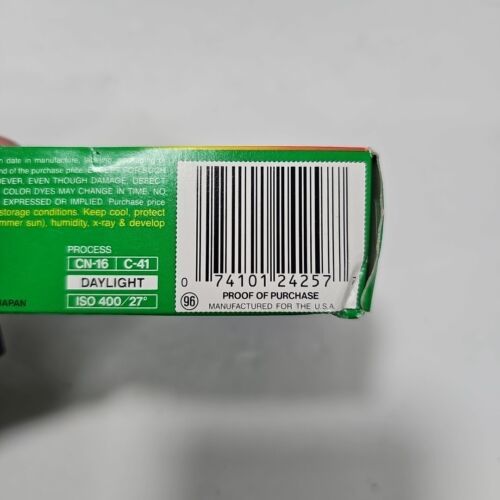 n date in manufacture, labeling, packaging or
nd of the purchase price. EXCEPT FOR SUCH
EVER, EVEN THOUGH DAMAGE, DEFECT
COLOR DYES MAY CHANGE IN TIME, NO
EXPRESSED OR IMPLIED. Purchase price
storage conditions. Keep cool, protect
mmer sun), humidity, x-ray & develop
PROCESS
CN-16 C-41
DAYLIGHT
ISO 400/27°
JAPAN
0 74101 24257 7
96 PROOF OF PURCHASE
MANUFACTURED FOR THE U.S.A.